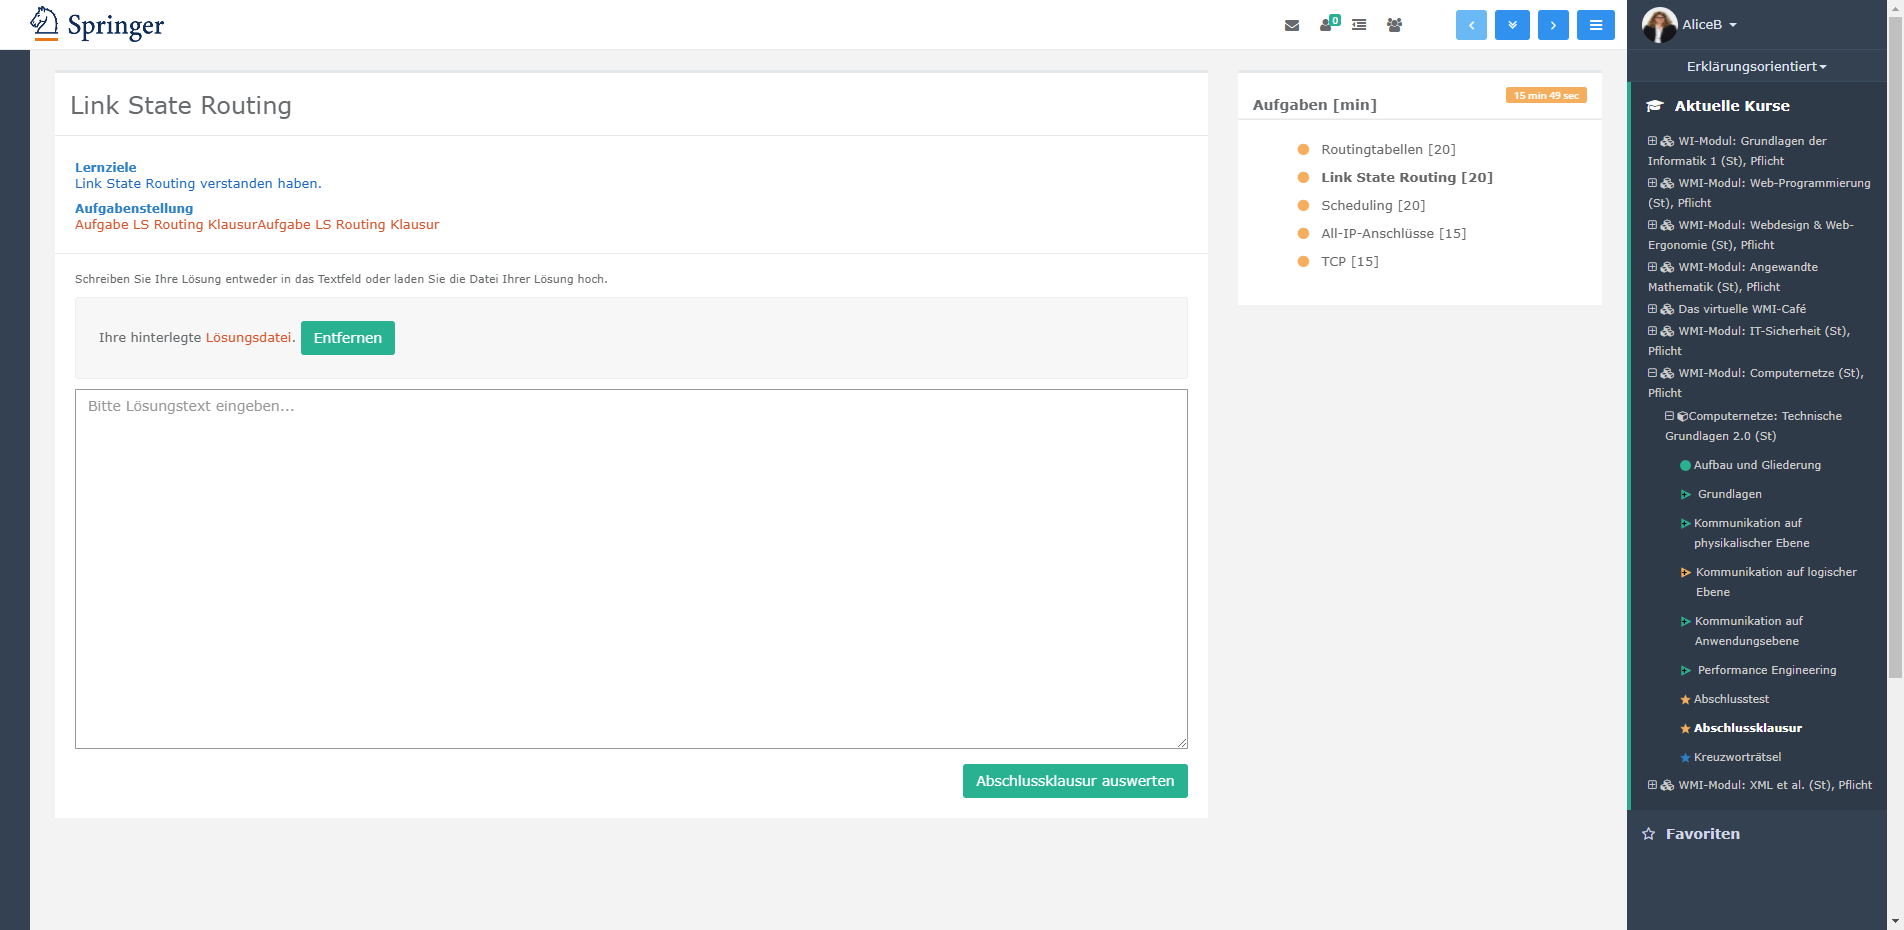 Springer
0
Link State Routing
Lernziele
Link State Routing verstanden haben.
Aufgabenstellung
Aufgabe LS Routing KlausurAufgabe LS Routing Klausur
Schreiben Sie Ihre Lösung entweder in das Textfeld oder laden Sie die Datei Ihrer Lösung hoch.
Ihre hinterlegte Lösungsdatei. Entfernen
Bitte Lösungstext eingeben...
Abschlussklausur auswerten
15 min 49 sec
Aufgaben [min]
Routingtabellen [20]
Link State Routing [20]
Scheduling [20]
All-IP-Anschlüsse [15]
TCP [15]
AliceB
Erklärungsorientiert
Aktuelle Kurse
WI-Modul: Grundlagen der
Informatik 1 (St), Pflicht
WMI-Modul: Web-Programmierung
(St), Pflicht
WMI-Modul: Webdesign & Web-
Ergonomie (St), Pflicht
WMI-Modul: Angewandte
Mathematik (St), Pflicht
Das virtuelle WMI-Café
WMI-Modul: IT-Sicherheit (St),
Pflicht
WMI-Modul: Computernetze (St),
Pflicht
Computernetze: Technische
Grundlagen 2.0 (St)
Aufbau und Gliederung
Grundlagen
Kommunikation auf
physikalischer Ebene
Kommunikation auf logischer
Ebene
Kommunikation auf
Anwendungsebene
Performance Engineering
Abschlusstest
Abschlussklausur
Kreuzworträtsel
WMI-Modul: XML et al. (St), Pflicht
Favoriten